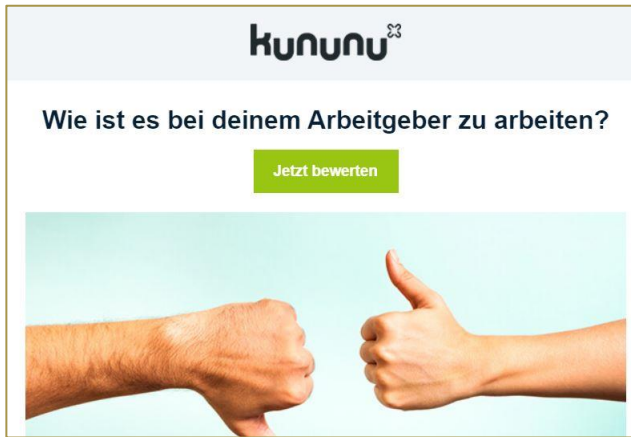 kununu
Wie ist es bei deinem Arbeitgeber zu arbeiten?
Jetzt bewerten